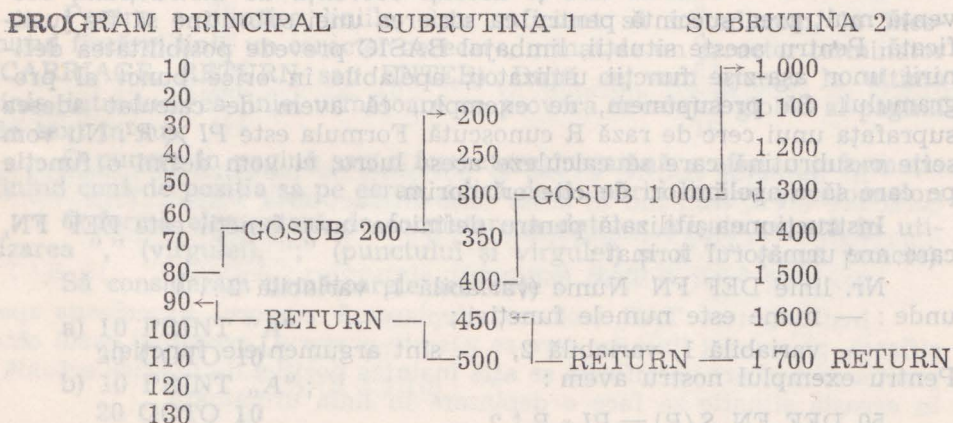 PROGRAM PRINCIPAL SUBRUTINA 1 SUBRUTINA 2
10 1 000
20 1 100
30 200 1 200
40 250 1 300
50 300 GOSUB 1 000 1 400
60 350 1 500
70 GOSUB 200 400 1 600
80 450 1 700 RETURN
90 500 RETURN
100 RETURN
110
120
130